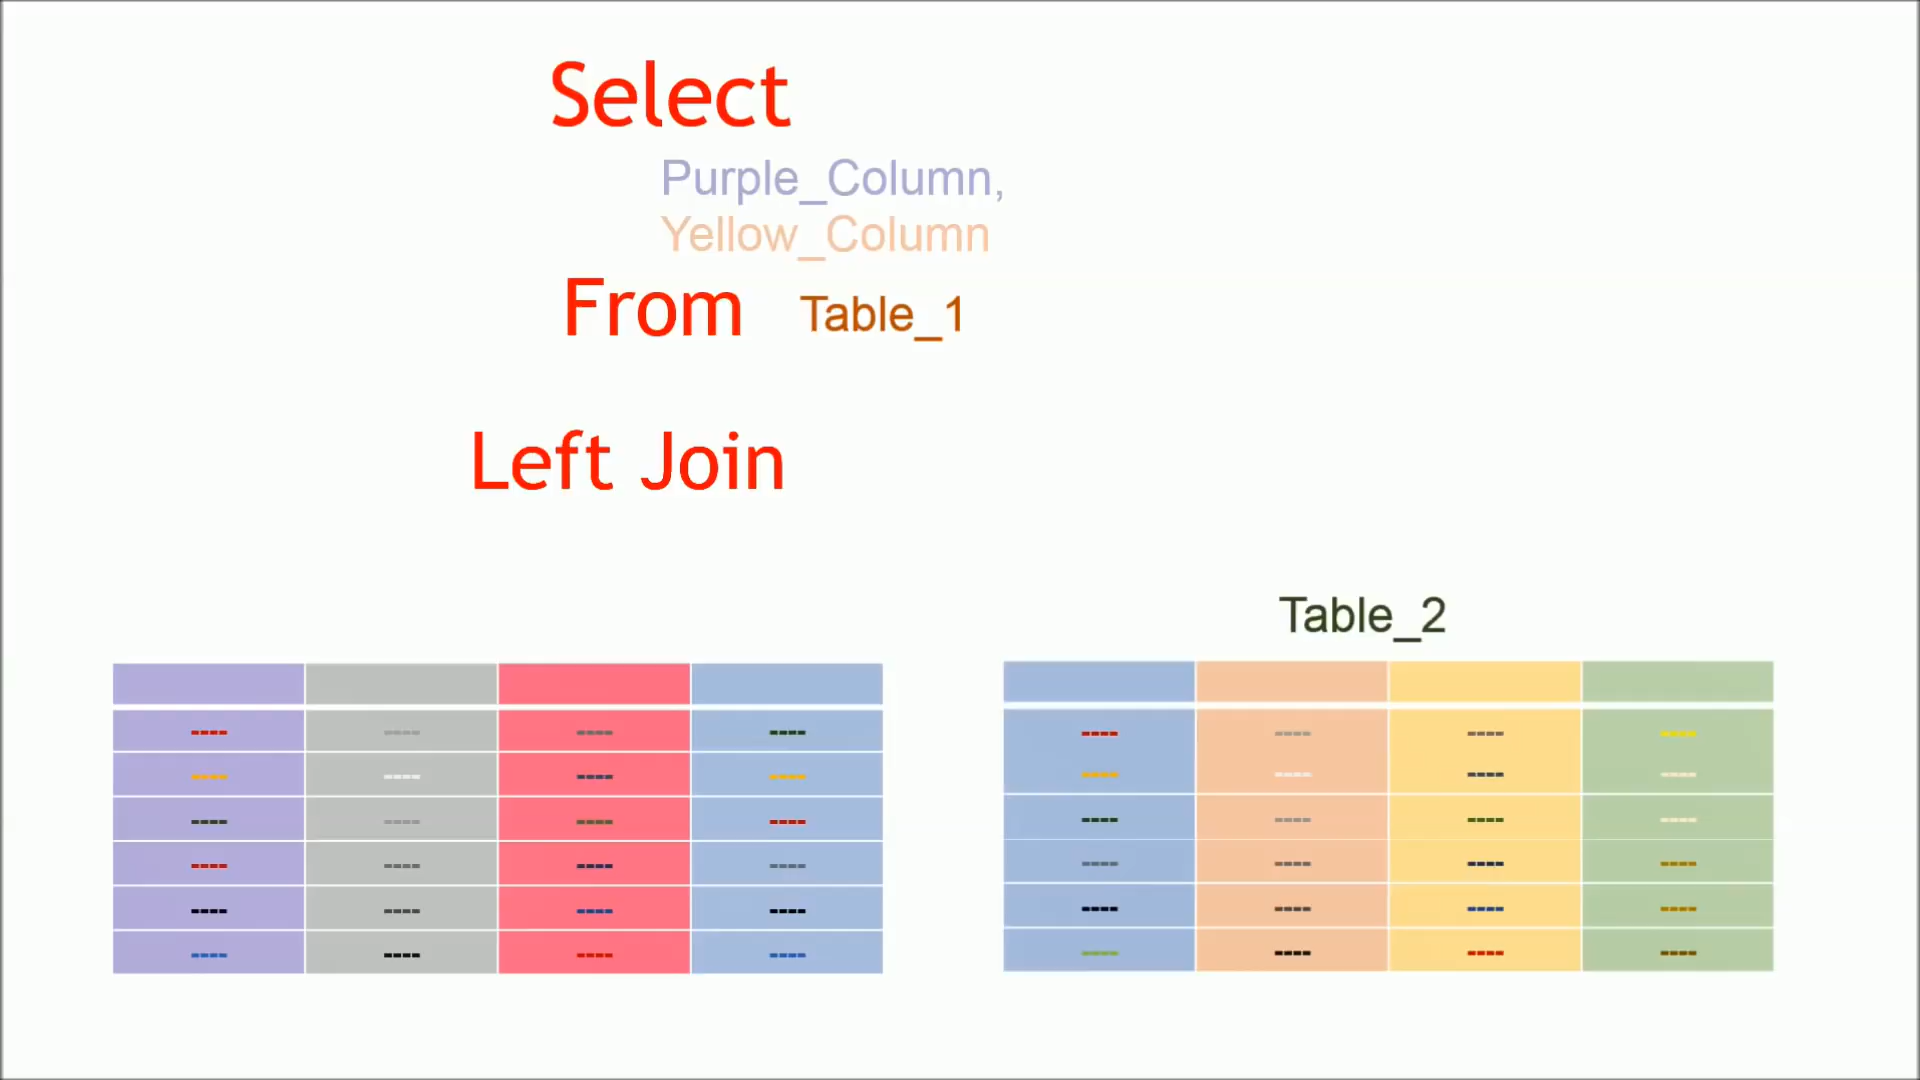 Select
Purple_Column,
Yellow_Column
From Table_1
Left Join
Table_2
---- ---- ---- ---- ---- ---- ---- ----
---- ---- ---- ---- ---- ---- ---- ----
---- ---- ---- ---- ---- ---- ---- ----
---- ---- ---- ---- ---- ---- ---- ----
---- ---- ---- ---- ---- ---- ---- ----
---- ---- ---- ---- ---- ---- ---- ----